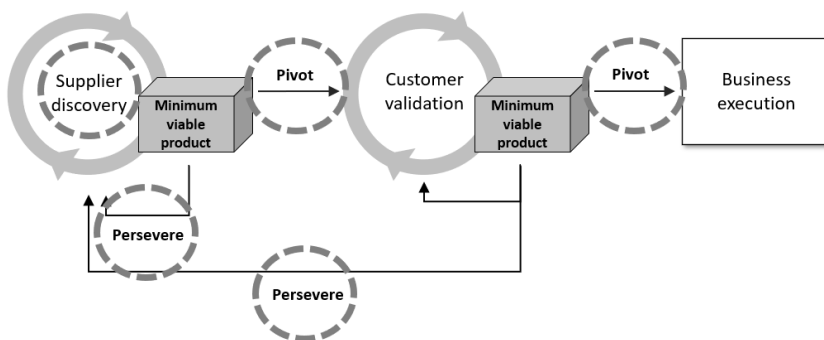 Supplier
discovery
Minimum
viable
product
Pivot
Customer
validation
Minimum
viable
product
Pivot
Business
execution
Persevere
Persevere